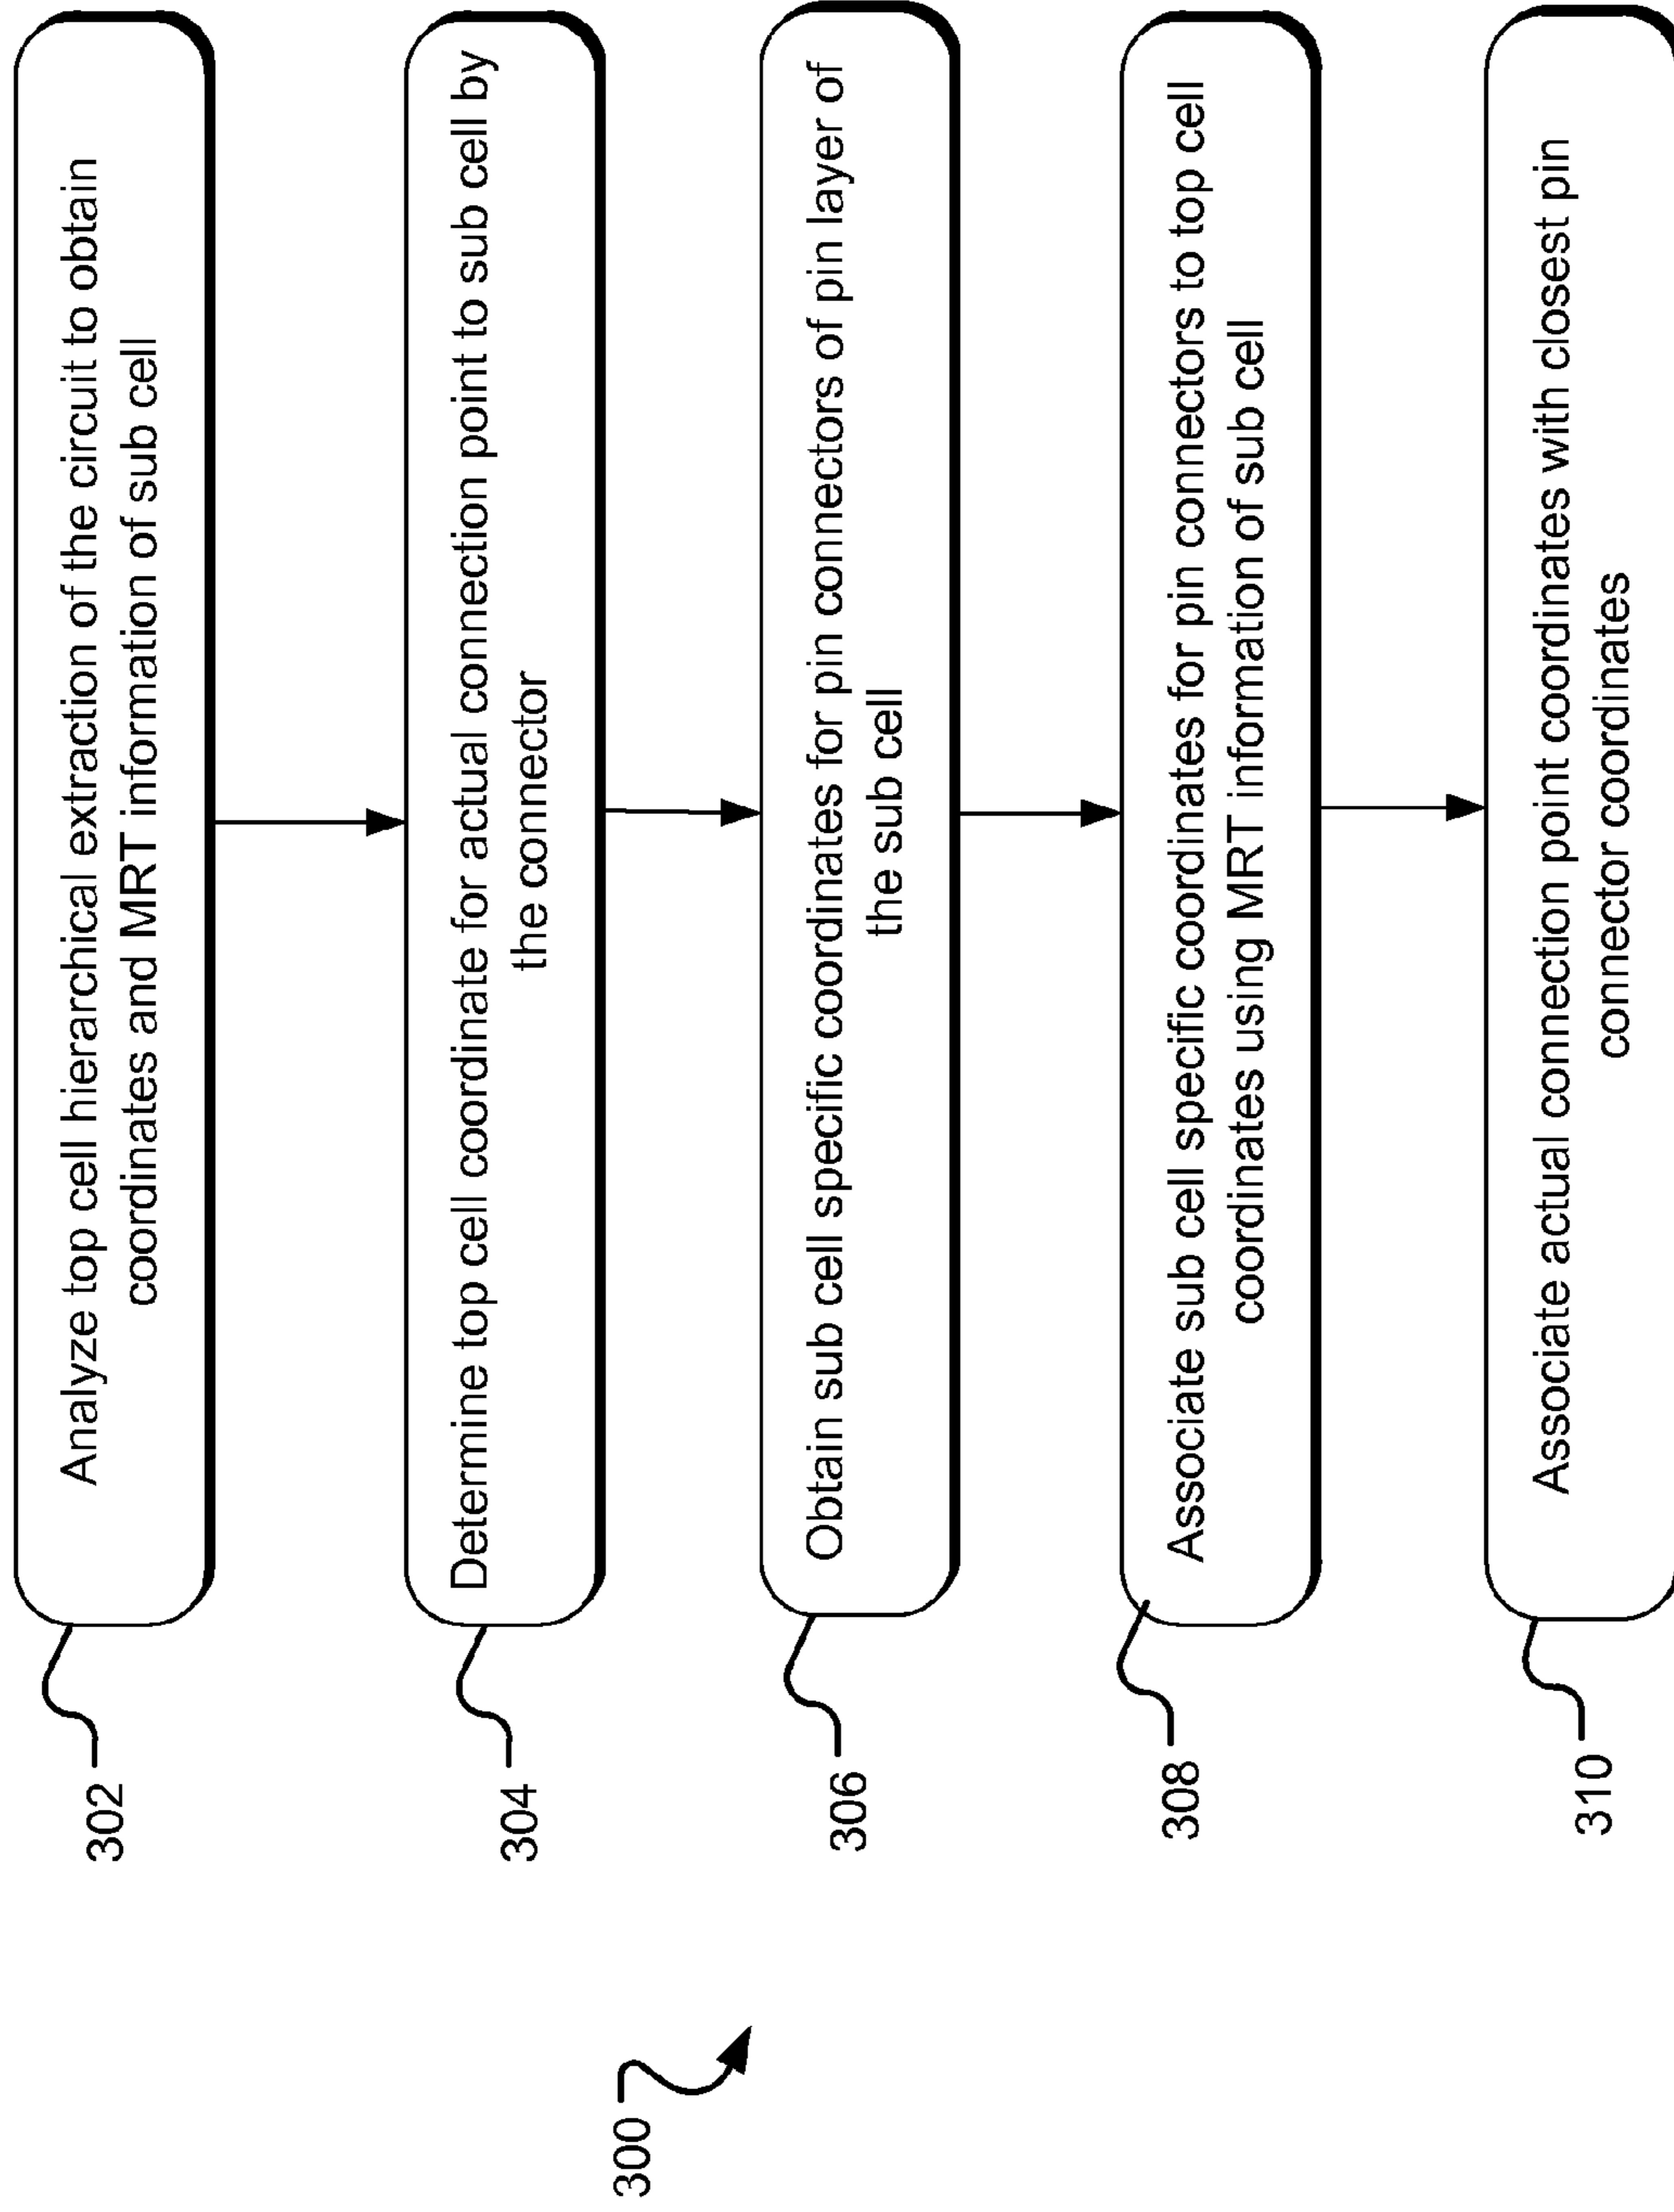 300
302
Analyze top cell hierarchical extraction of the circuit to obtain
coordinates and MRT information of sub cell
304
Determine top cell coordinate for actual connection point to sub cell by
the connector
306
Obtain sub cell specific coordinates for pin connectors of pin layer of
the sub cell
308
Associate sub cell specific coordinates for pin connectors to top cell
coordinates using MRT information of sub cell
310
Associate actual connection point coordinates with closest pin
connector coordinates